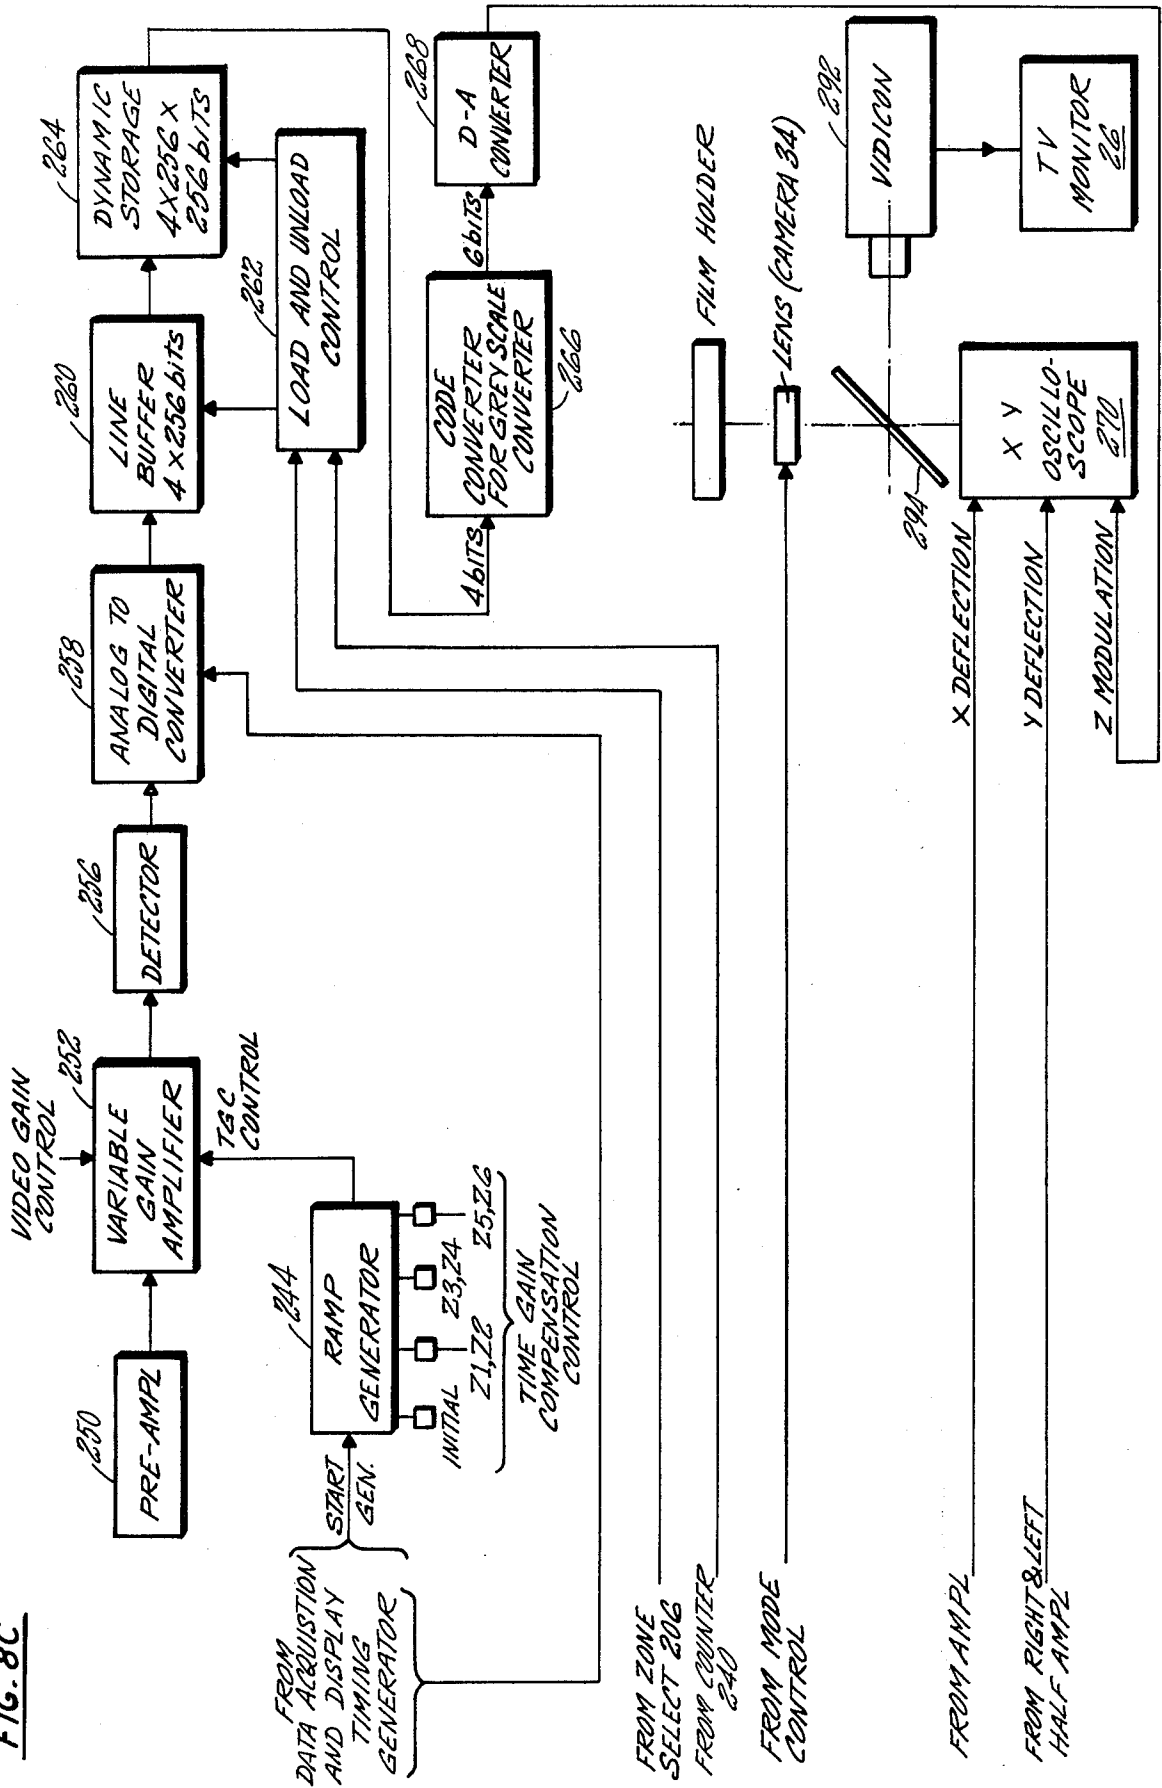 FIG. 8C
250
PRE-AMPL
VIDEO GAIN
CONTROL
252
VARIABLE
GAIN
AMPLIFIER
TGC
CONTROL
256
DETECTOR
258
ANALOG TO
DIGITAL
CONVERTER
260
LINE
BUFFER
4 X 256 bits
264
DYNAMIC
STORAGE
4X256 X
256 bits
262
LOAD AND UNLOAD
CONTROL
244
RAMP
GENERATOR
START
GEN.
INITIAL
Z1,Z2
Z3,Z4
Z5,Z6
TIME GAIN
COMPENSATION
CONTROL
FROM
DATA ACQUISTION
AND DISPLAY
TIMING
GENERATOR
4 bITS
CODE
CONVERTER
FOR GREY SCALE
CONVERTER
266
6 bITS
268
D-A
CONVERTER
FROM ZONE
SELECT 206
FROM COUNTER
240
FROM MODE
CONTROL
FILM HOLDER
LENS (CAMERA 34)
294
292
VIDICON
TV
MONITOR
26
FROM AMPL
X DEFLECTION
FROM RIGHT & LEFT
HALF AMPL
Y DEFLECTION
Z MODULATION
X Y
OSCILLO-
SCOPE
270